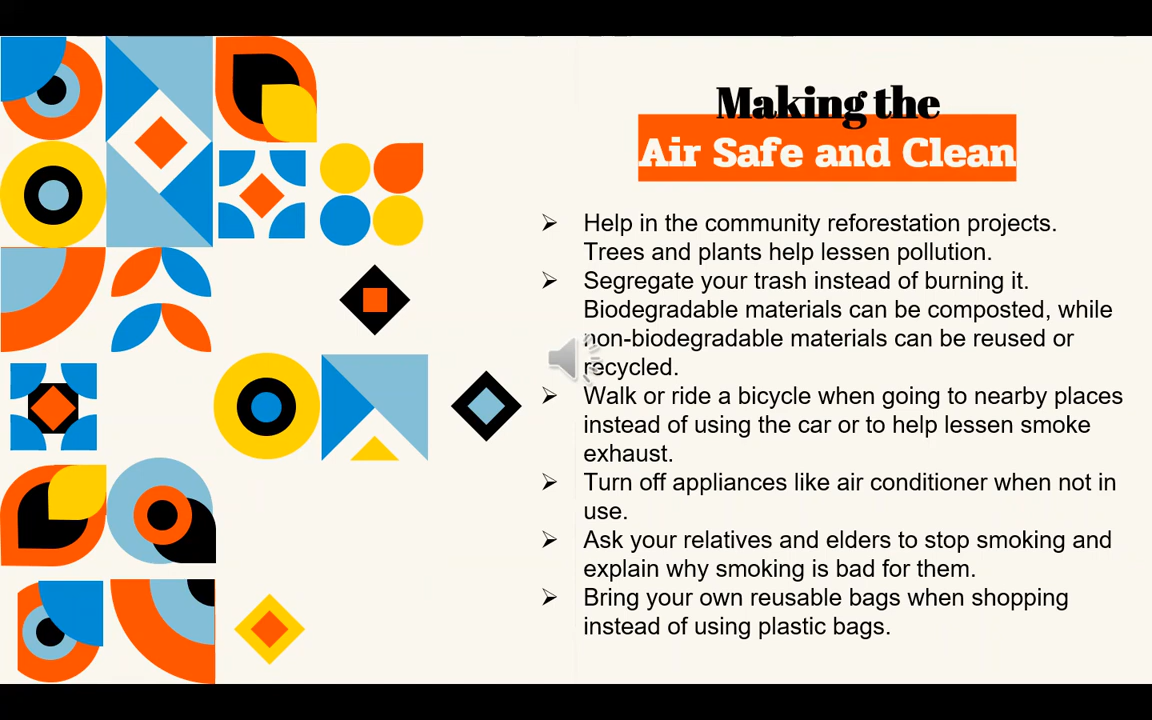 Making the
Air Safe and Clean
➢ Help in the community reforestation projects.
Trees and plants help lessen pollution.
➢ Segregate your trash instead of burning it.
Biodegradable materials can be composted, while
non-biodegradable materials can be reused or
recycled.
➢ Walk or ride a bicycle when going to nearby places
instead of using the car or to help lessen smoke
exhaust.
➢ Turn off appliances like air conditioner when not in
use.
➢ Ask your relatives and elders to stop smoking and
explain why smoking is bad for them.
➢ Bring your own reusable bags when shopping
instead of using plastic bags.